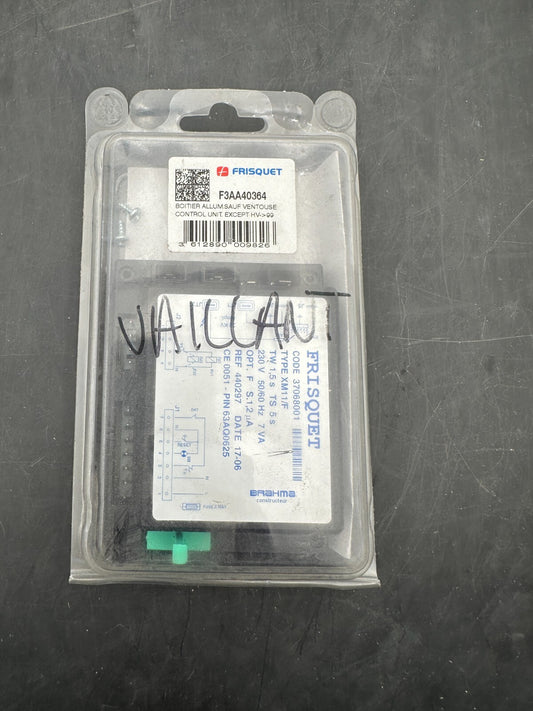 FRISQUET
F3AA40364
BOITIER ALLUM.SAUF VENTOUSE
CONTROL UNIT. EXCEPT HV->99
3 612890 009826
VAILLANT
FRISQUET
CODE 37068001
TYPE XM11/F
TW 1,5 s TS 5 s
230 V 50/60 Hz 7 VA
OPT. F S. 1,2 µA
REF 440297 DATE 17-06
CE 0051 - PIN 63AQ0625
BRAHMA
constructeur